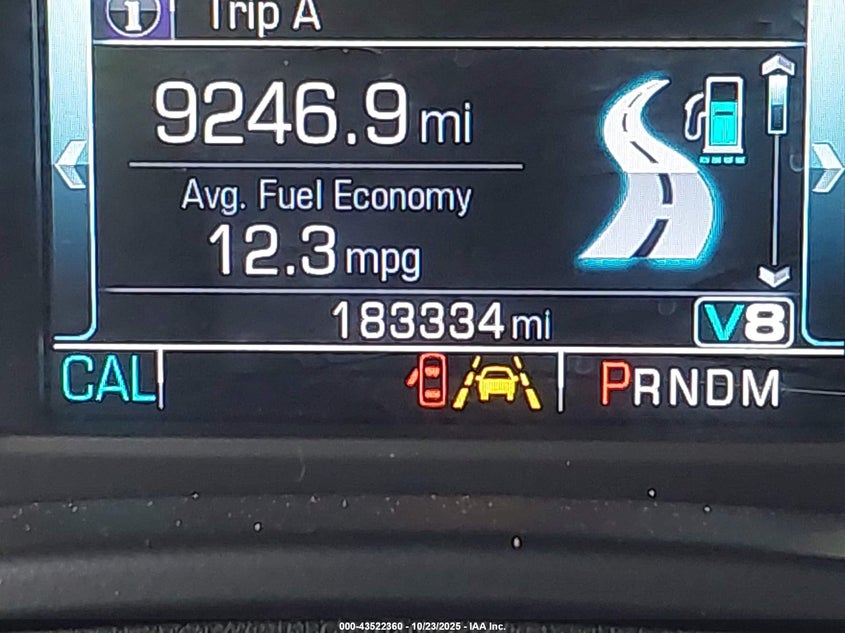 i Trip A
9246.9 mi
Avg. Fuel Economy
12.3 mpg
183334 mi
V8
CAL
PRNDM
000-43522360 - 10/23/2025 - IAA Inc.